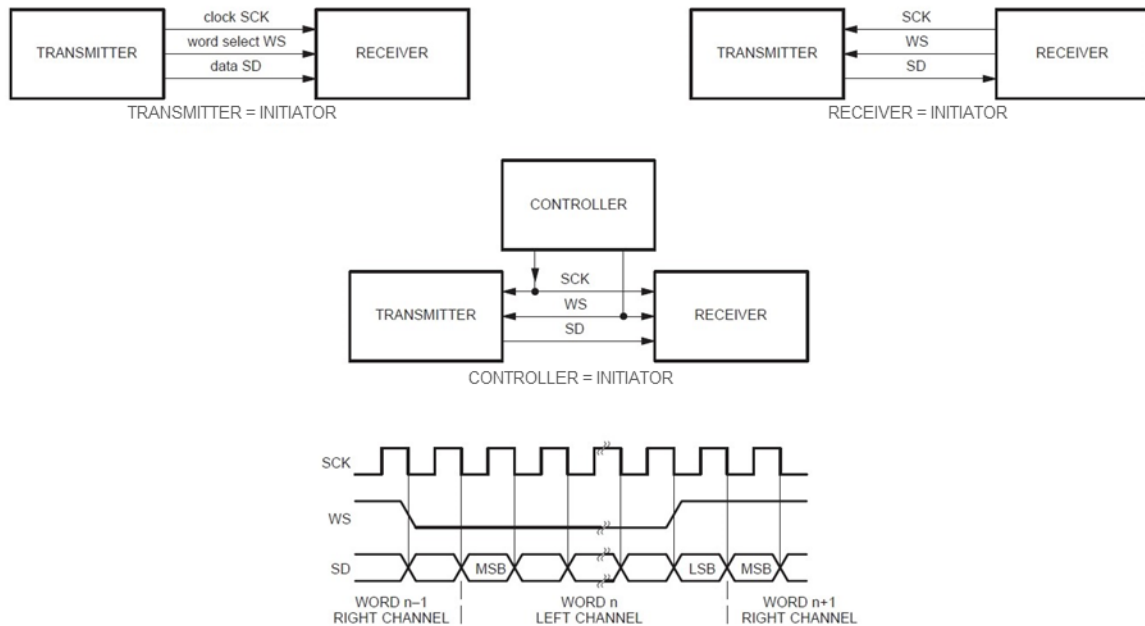 clock SCK
word select WS
data SD
TRANSMITTER
RECEIVER
TRANSMITTER = INITIATOR
SCK
WS
SD
TRANSMITTER
RECEIVER
RECEIVER = INITIATOR
CONTROLLER
SCK
WS
SD
TRANSMITTER
RECEIVER
CONTROLLER = INITIATOR
SCK
WS
SD
MSB
LSB
MSB
WORD n–1
RIGHT CHANNEL
WORD n
LEFT CHANNEL
WORD n+1
RIGHT CHANNEL